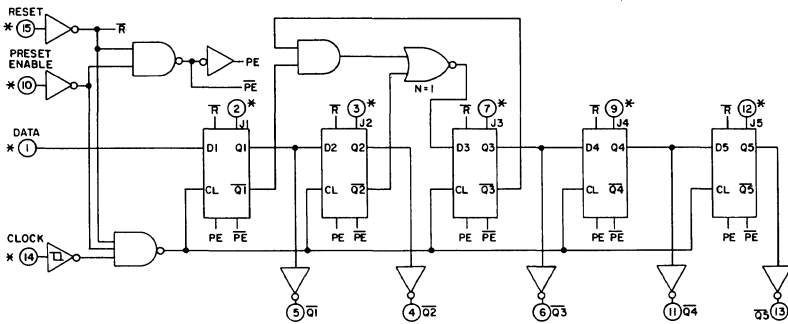 RESET
* 15 R̅
PRESET
ENABLE
* 10
PE
P̅E̅
N=1
DATA
* 1
CLOCK
* 14
R̅ 2 * J1
D1 Q1
CL Q̅1̅
PE P̅E̅
R̅ 3 * J2
D2 Q2
CL Q̅2̅
PE P̅E̅
R̅ 7 * J3
D3 Q3
CL Q̅3̅
PE P̅E̅
R̅ 9 * J4
D4 Q4
CL Q̅4̅
PE P̅E̅
R̅ 12 * J5
D5 Q5
CL Q̅5̅
PE P̅E̅
5 Q̅1̅
4 Q̅2̅
6 Q̅3̅
11 Q̅4̅
Q̅5̅ 13